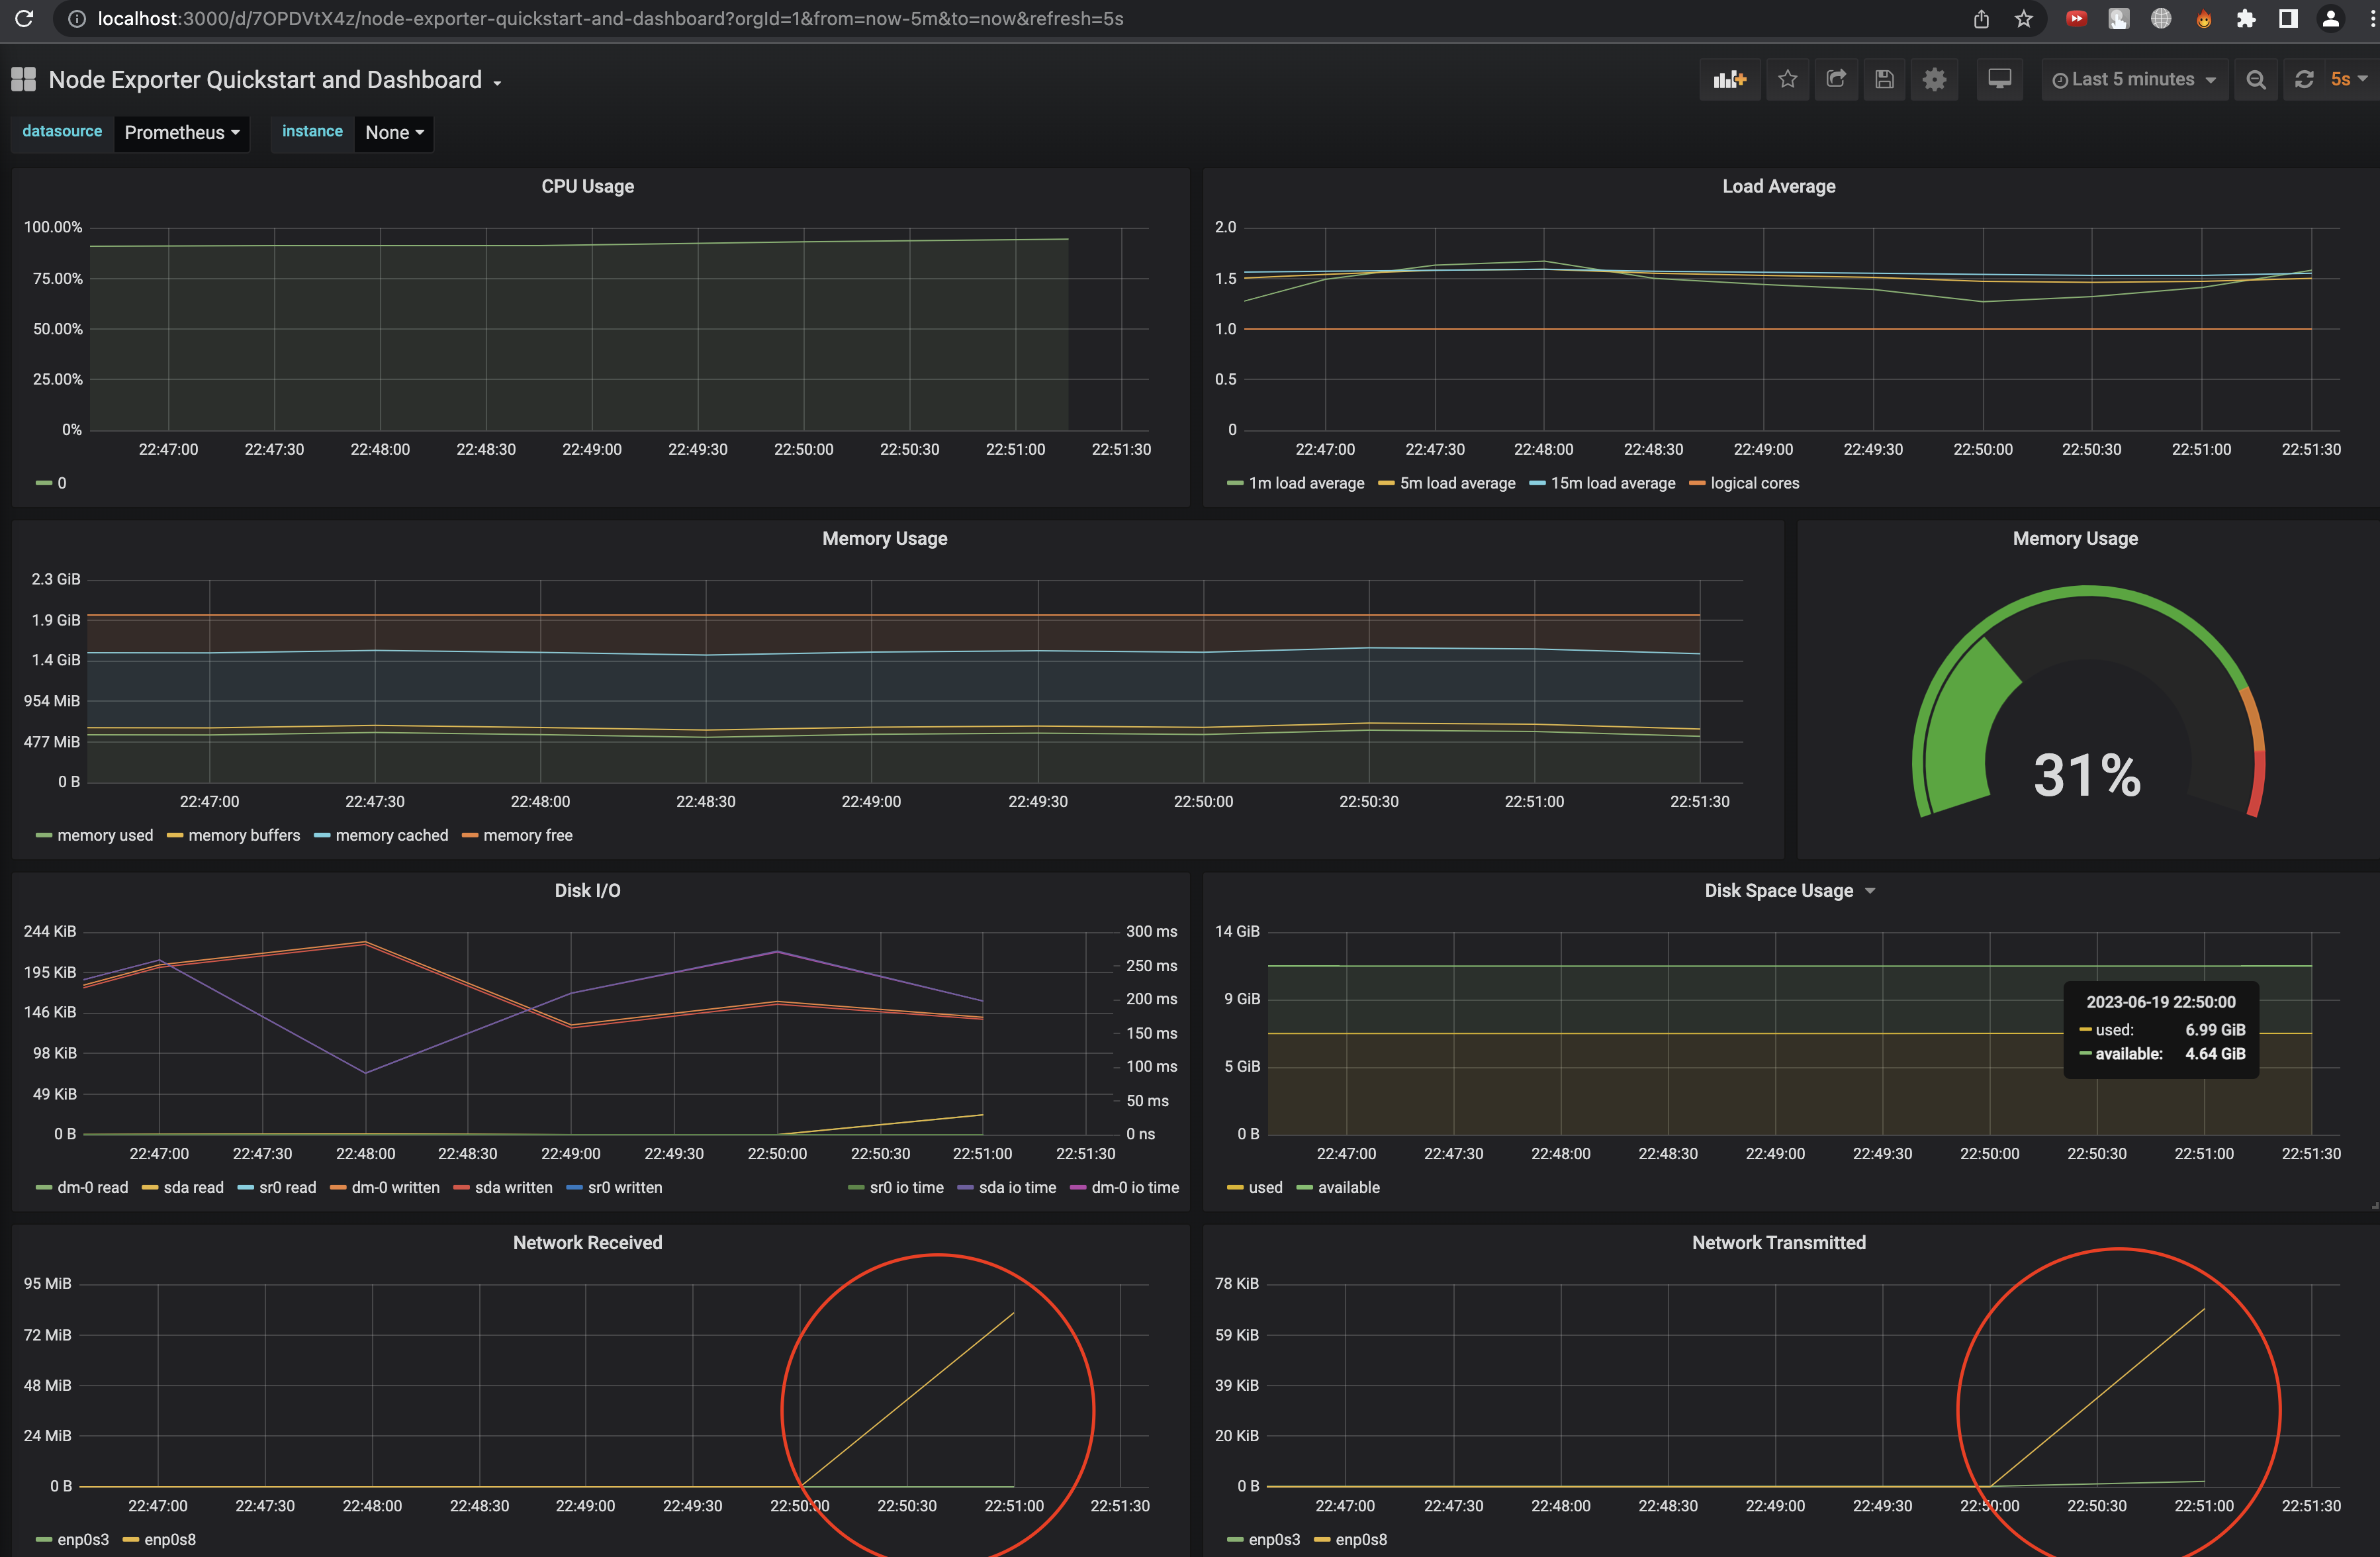 localhost:3000/d/7OPDVtX4z/node-exporter-quickstart-and-dashboard?orgId=1&from=now-5m&to=now&refresh=5s
Node Exporter Quickstart and Dashboard
Last 5 minutes
5s
datasource Prometheus instance None
CPU Usage
100.00%
75.00%
50.00%
25.00%
0%
22:47:00 22:47:30 22:48:00 22:48:30 22:49:00 22:49:30 22:50:00 22:50:30 22:51:00 22:51:30
0
Load Average
2.0
1.5
1.0
0.5
0
22:47:00 22:47:30 22:48:00 22:48:30 22:49:00 22:49:30 22:50:00 22:50:30 22:51:00 22:51:30
1m load average 5m load average 15m load average logical cores
Memory Usage
2.3 GiB
1.9 GiB
1.4 GiB
954 MiB
477 MiB
0 B
22:47:00 22:47:30 22:48:00 22:48:30 22:49:00 22:49:30 22:50:00 22:50:30 22:51:00 22:51:30
memory used memory buffers memory cached memory free
Memory Usage
31%
Disk I/O
244 KiB
195 KiB
146 KiB
98 KiB
49 KiB
0 B
300 ms
250 ms
200 ms
150 ms
100 ms
50 ms
0 ns
22:47:00 22:47:30 22:48:00 22:48:30 22:49:00 22:49:30 22:50:00 22:50:30 22:51:00 22:51:30
dm-0 read sda read sr0 read dm-0 written sda written sr0 written sr0 io time sda io time dm-0 io time
Disk Space Usage
14 GiB
9 GiB
5 GiB
0 B
2023-06-19 22:50:00
used: 6.99 GiB
available: 4.64 GiB
22:47:00 22:47:30 22:48:00 22:48:30 22:49:00 22:49:30 22:50:00 22:50:30 22:51:00 22:51:30
used available
Network Received
95 MiB
72 MiB
48 MiB
24 MiB
0 B
22:47:00 22:47:30 22:48:00 22:48:30 22:49:00 22:49:30 22:50:00 22:50:30 22:51:00 22:51:30
enp0s3 enp0s8
Network Transmitted
78 KiB
59 KiB
39 KiB
20 KiB
0 B
22:47:00 22:47:30 22:48:00 22:48:30 22:49:00 22:49:30 22:50:00 22:50:30 22:51:00 22:51:30
enp0s3 enp0s8